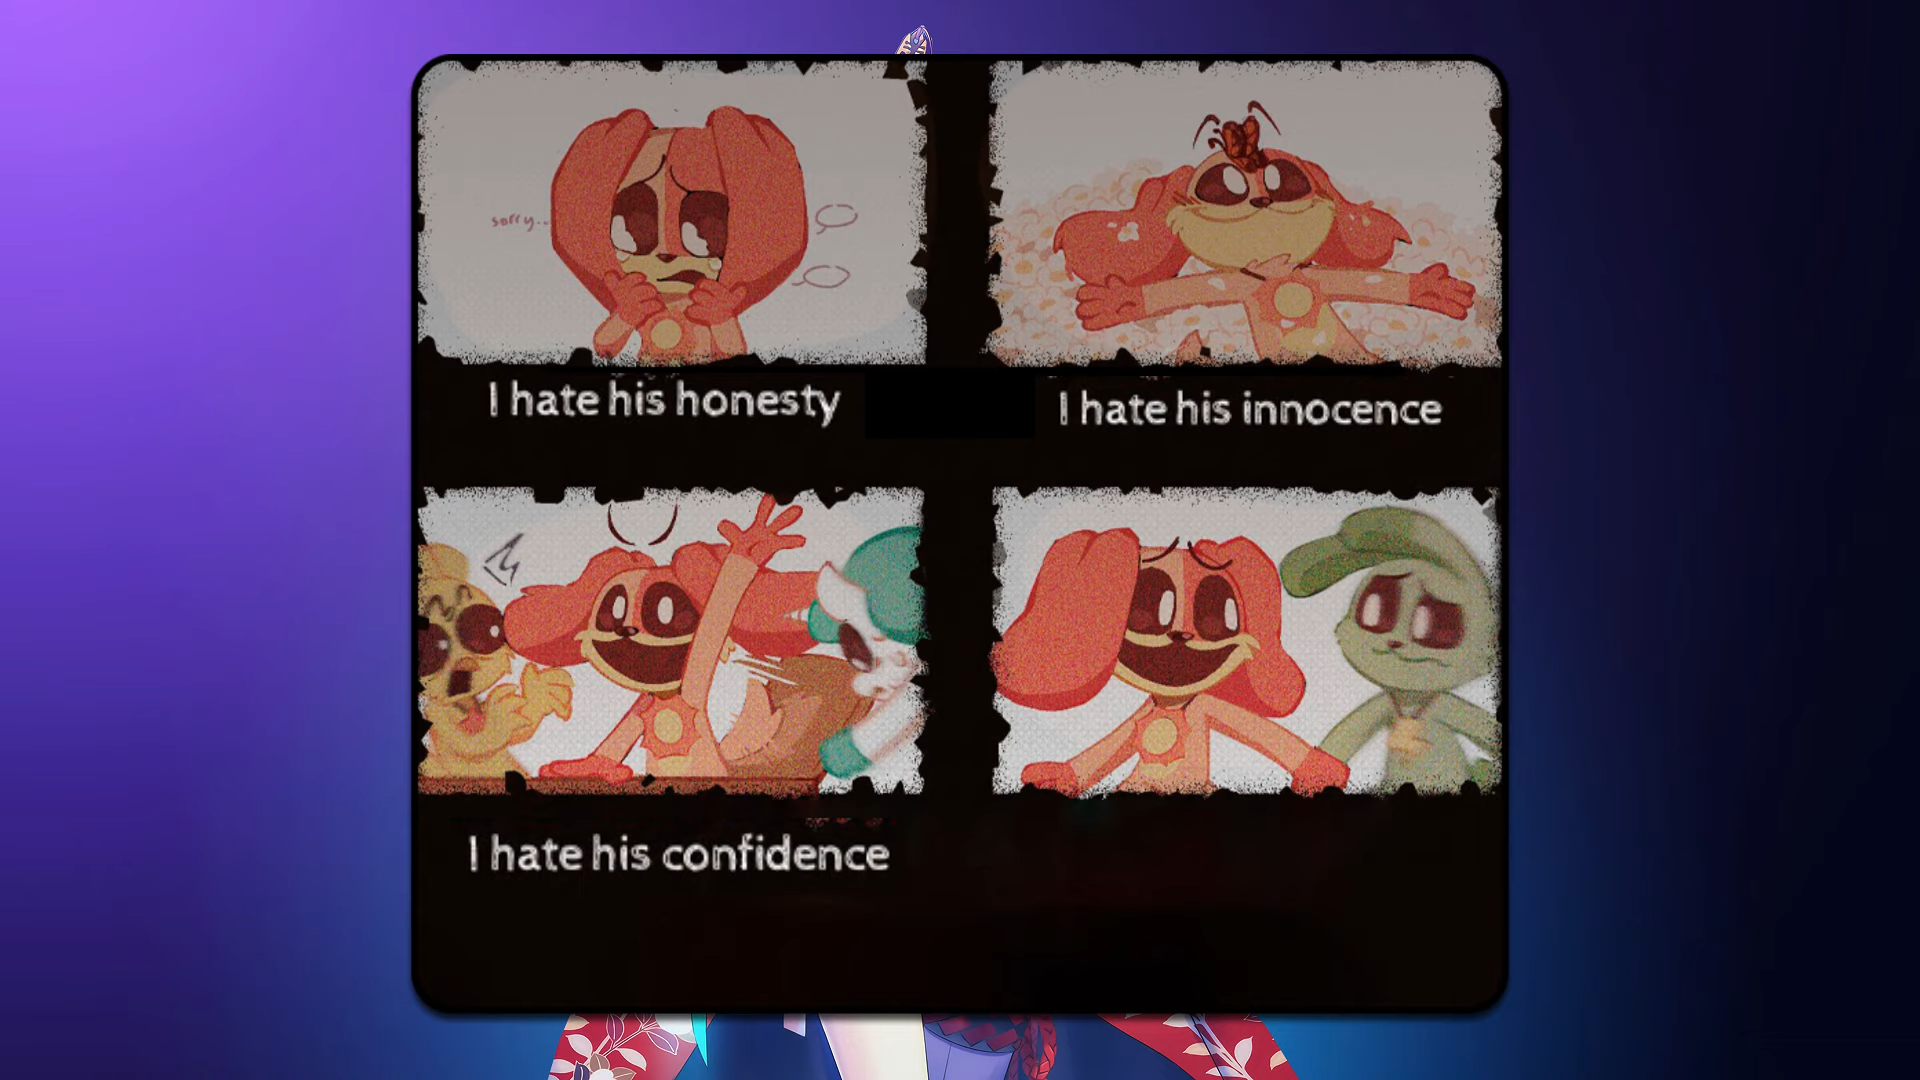 sorry..
I hate his honesty
I hate his innocence
I hate his confidence